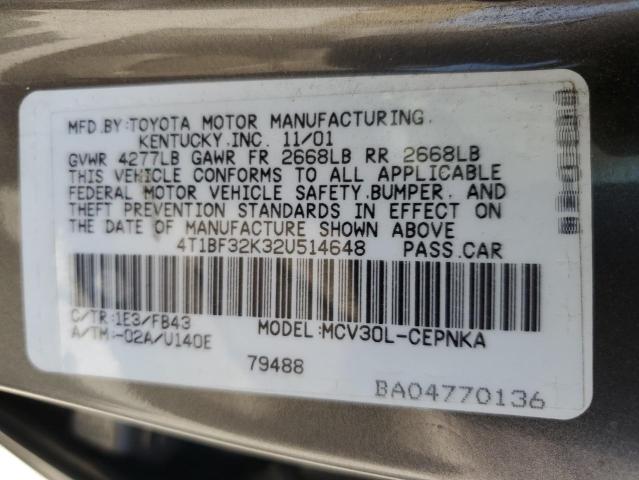 MFD.BY:TOYOTA MOTOR MANUFACTURING.
KENTUCKY.INC. 11/01
GVWR 4277LB GAWR FR 2668LB RR 2668LB
THIS VEHICLE CONFORMS TO ALL APPLICABLE
FEDERAL MOTOR VEHICLE SAFETY.BUMPER. AND
THEFT PREVENTION STANDARDS IN EFFECT ON
THE DATE OF MANUFACTURE SHOWN ABOVE
4T1BF32K32U514648 PASS.CAR
C/TR:1E3/FB43 MODEL:MCV30L-CEPNKA
A/TM:-02A/U140E
79488
BA04770136